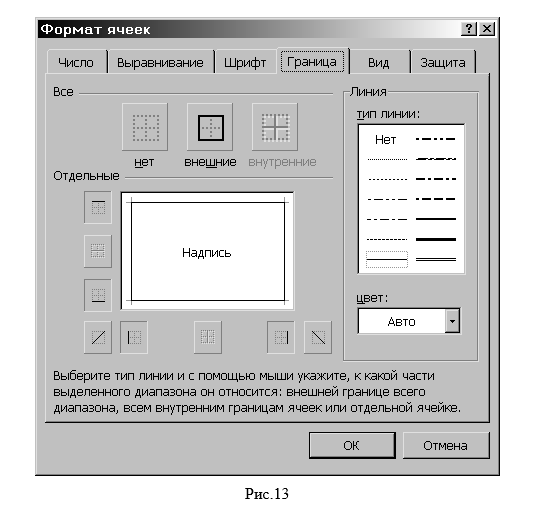 Формат ячеек
Число Выравнивание Шрифт Граница Вид Защита
Все
нет внешние внутренние
Отдельные
Надпись
Линия
тип линии:
Нет
цвет:
Авто
Выберите тип линии и с помощью мыши укажите, к какой части
выделенного диапазона он относится: внешней границе всего
диапазона, всем внутренним границам ячеек или отдельной ячейке.
ОК Отмена
Рис.13